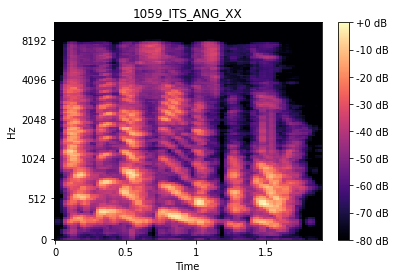 1059_ITS_ANG_XX
+0 dB
8192
-10 dB
4096
-20 dB
-30 dB
2048
Hz
-40 dB
1024
-50 dB
512
-60 dB
-70 dB
0
-80 dB
0
0.5
1
1.5
Time